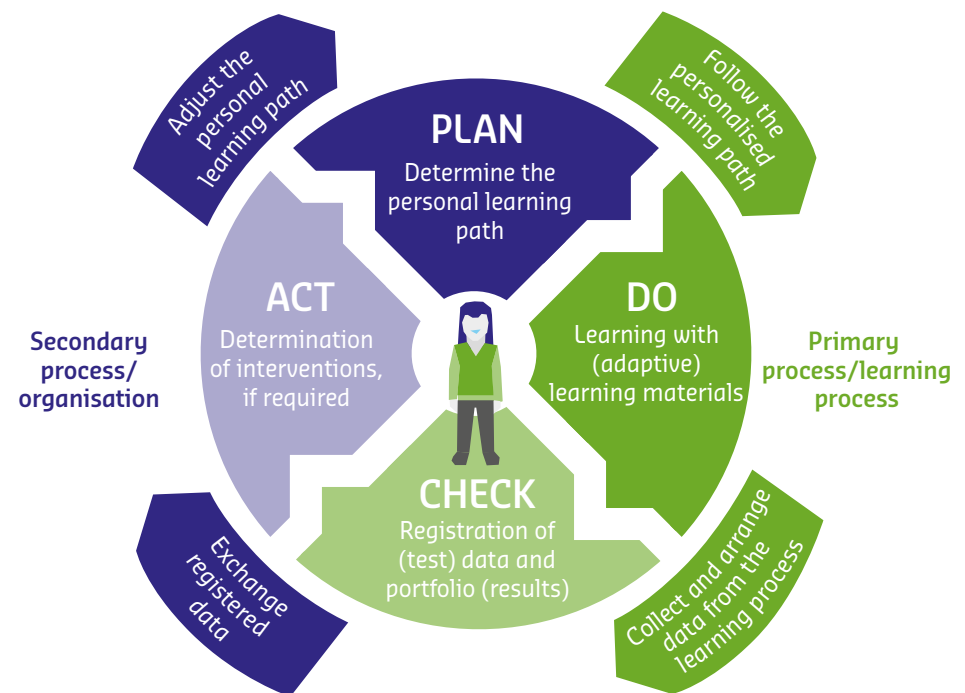 Adjust the
personal
learning path
Follow the
personalised
learning path
PLAN
Determine the
personal learning
path
ACT
Determination
of interventions,
if required
DO
Learning with
(adaptive)
learning materials
Secondary
process/
organisation
Primary
process/learning
process
CHECK
Registration of
(test) data and
portfolio (results)
Exchange
registered
data
Collect and arrange
data from the
learning process